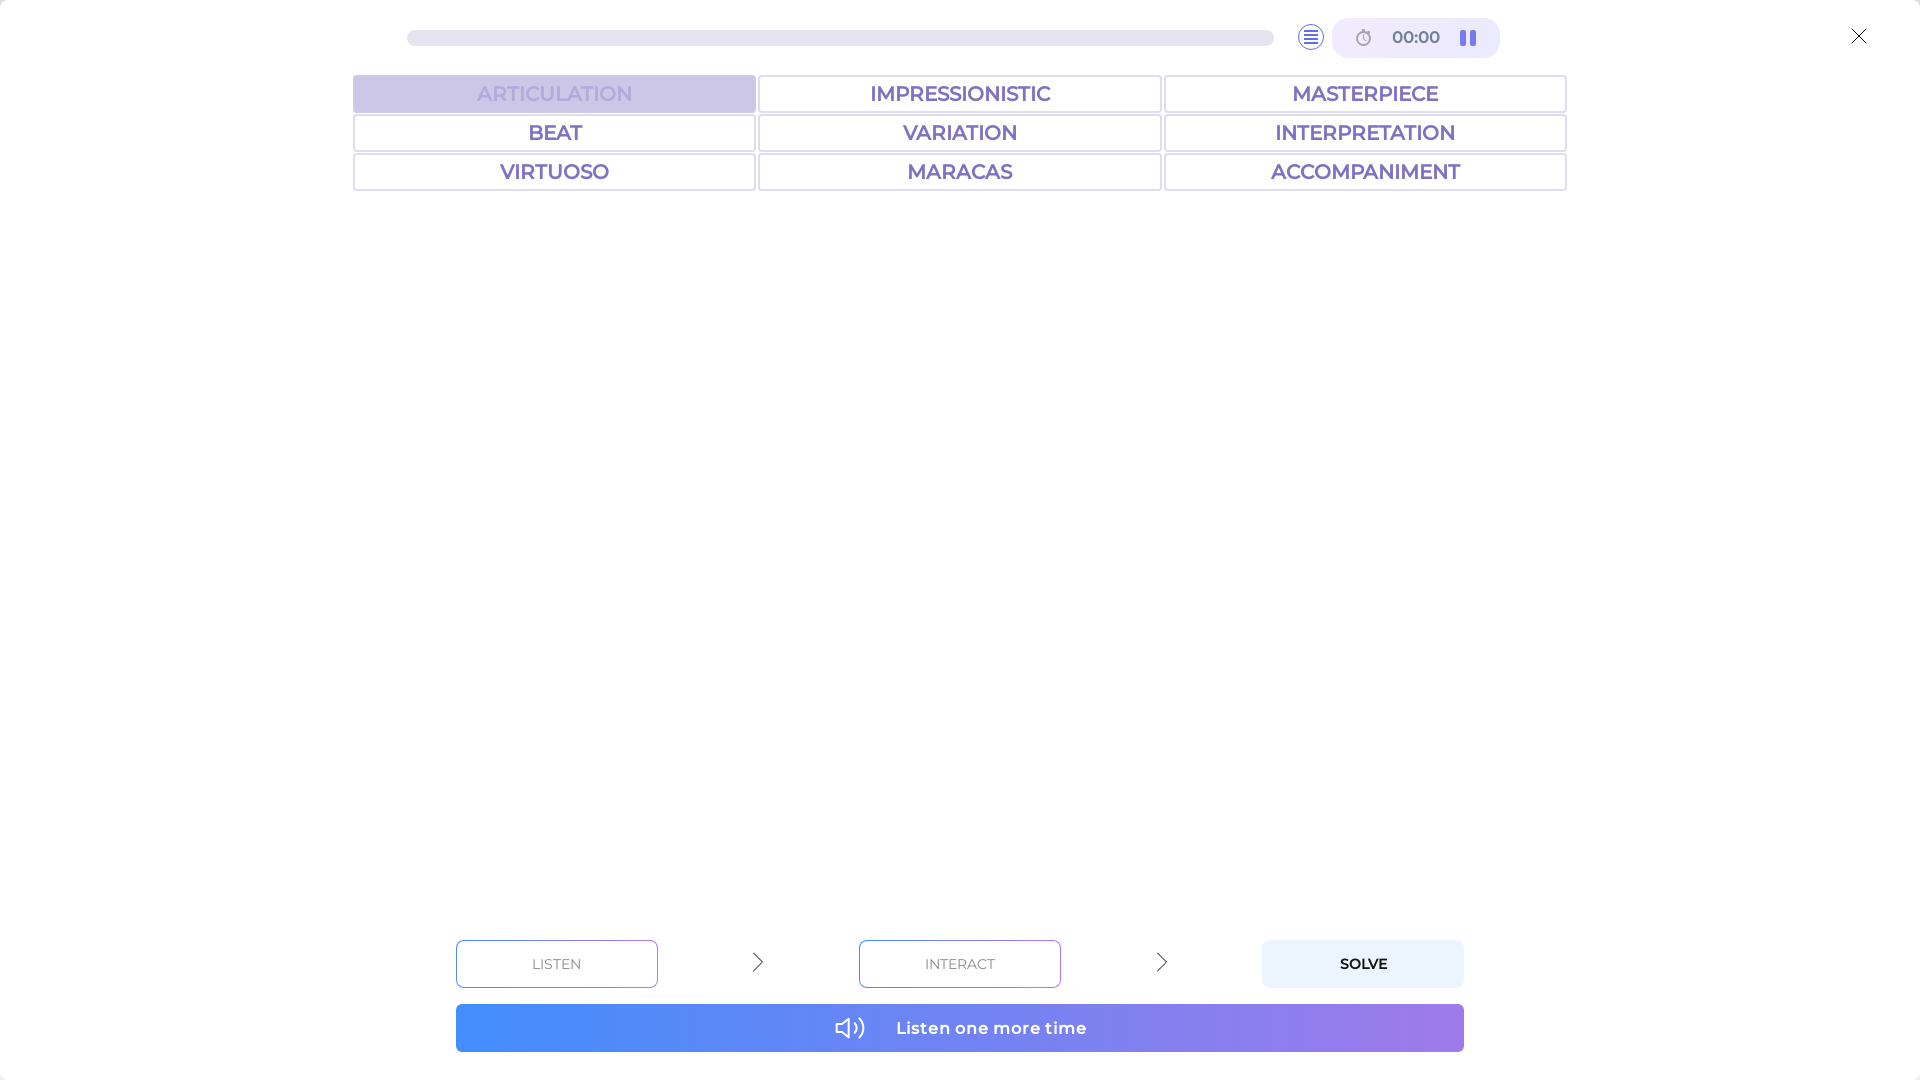 00:00
ARTICULATION IMPRESSIONISTIC MASTERPIECE
BEAT VARIATION INTERPRETATION
VIRTUOSO MARACAS ACCOMPANIMENT
LISTEN INTERACT SOLVE
Listen one more time